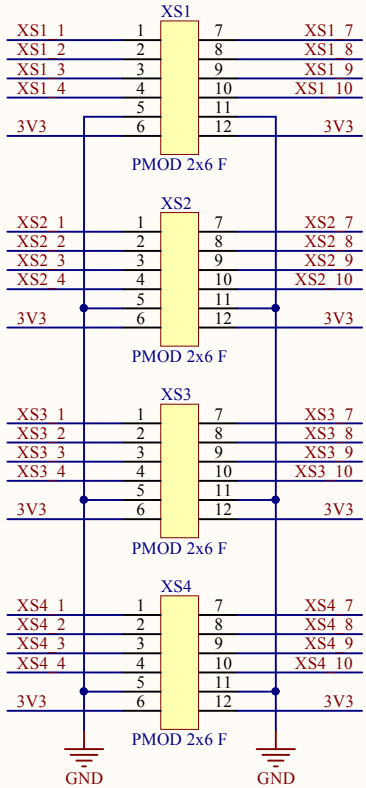 XS1
XS1_1 1 7 XS1_7
XS1_2 2 8 XS1_8
XS1_3 3 9 XS1_9
XS1_4 4 10 XS1_10
5 11
3V3 6 12 3V3
PMOD 2x6 F
XS2
XS2_1 1 7 XS2_7
XS2_2 2 8 XS2_8
XS2_3 3 9 XS2_9
XS2_4 4 10 XS2_10
5 11
3V3 6 12 3V3
PMOD 2x6 F
XS3
XS3_1 1 7 XS3_7
XS3_2 2 8 XS3_8
XS3_3 3 9 XS3_9
XS3_4 4 10 XS3_10
5 11
3V3 6 12 3V3
PMOD 2x6 F
XS4
XS4_1 1 7 XS4_7
XS4_2 2 8 XS4_8
XS4_3 3 9 XS4_9
XS4_4 4 10 XS4_10
5 11
3V3 6 12 3V3
PMOD 2x6 F
GND GND